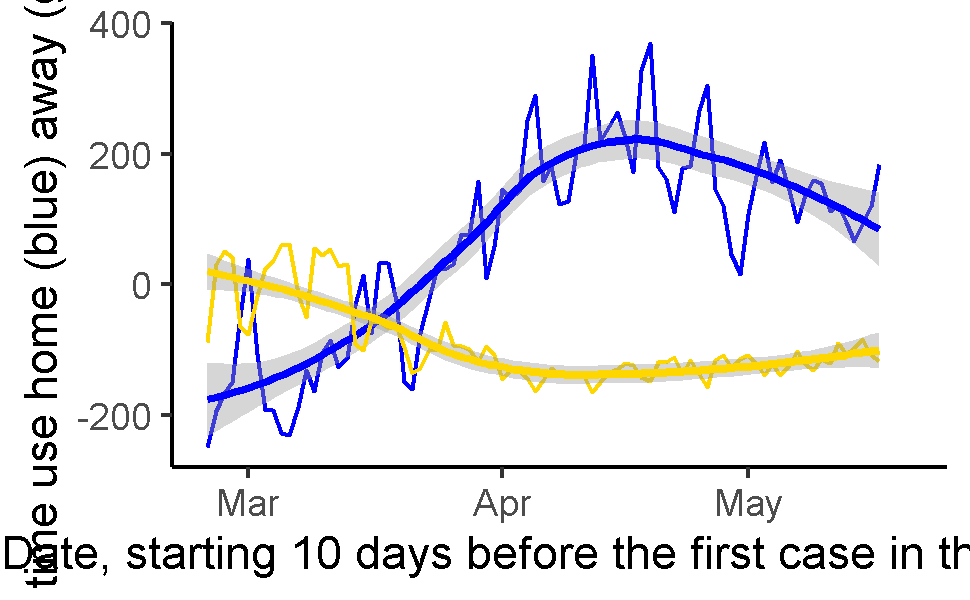 time use home (blue) away (
400
200
0
-200
Mar Apr May
Date, starting 10 days before the first case in th